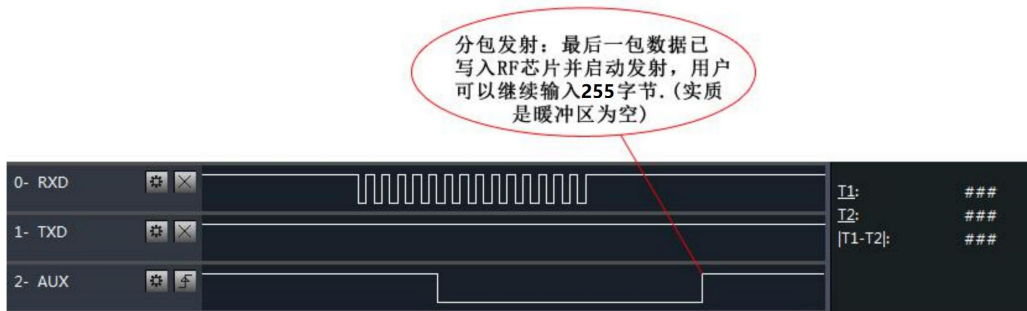 分包发射：最后一包数据已
写入RF芯片并启动发射，用户
可以继续输入255字节.(实质
是暖冲区为空)
0- RXD
1- TXD
2- AUX
T1: ###
T2: ###
|T1-T2|: ###